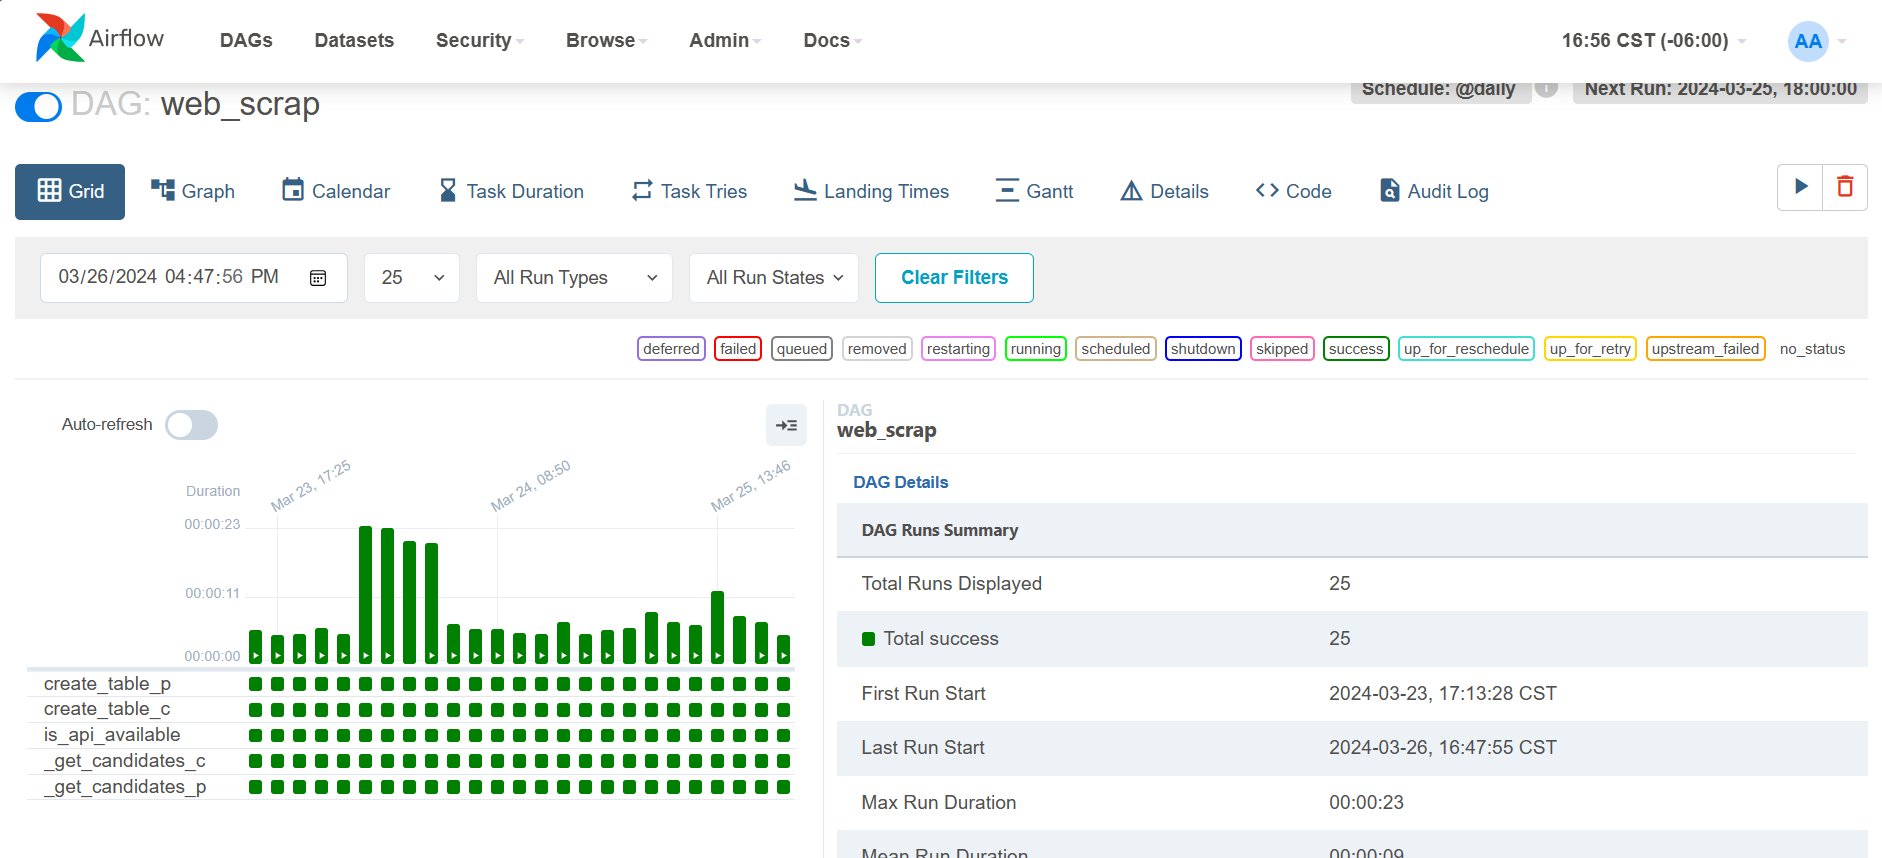 Airflow DAGs Datasets Security Browse Admin Docs 16:56 CST (-06:00) AA
DAG: web_scrap Schedule: @daily Next Run: 2024-03-25, 18:00:00
Grid Graph Calendar Task Duration Task Tries Landing Times Gantt Details Code Audit Log
03/26/2024 04:47:56 PM 25 All Run Types All Run States Clear Filters
deferred failed queued removed restarting running scheduled shutdown skipped success up_for_reschedule up_for_retry upstream_failed no_status
Auto-refresh
Duration
Mar 23, 17:25 Mar 24, 08:50 Mar 25, 13:46
00:00:23
00:00:11
00:00:00
create_table_p
create_table_c
is_api_available
_get_candidates_c
_get_candidates_p
DAG
web_scrap
DAG Details
DAG Runs Summary
Total Runs Displayed 25
Total success 25
First Run Start 2024-03-23, 17:13:28 CST
Last Run Start 2024-03-26, 16:47:55 CST
Max Run Duration 00:00:23
Mean Run Duration 00:00:09